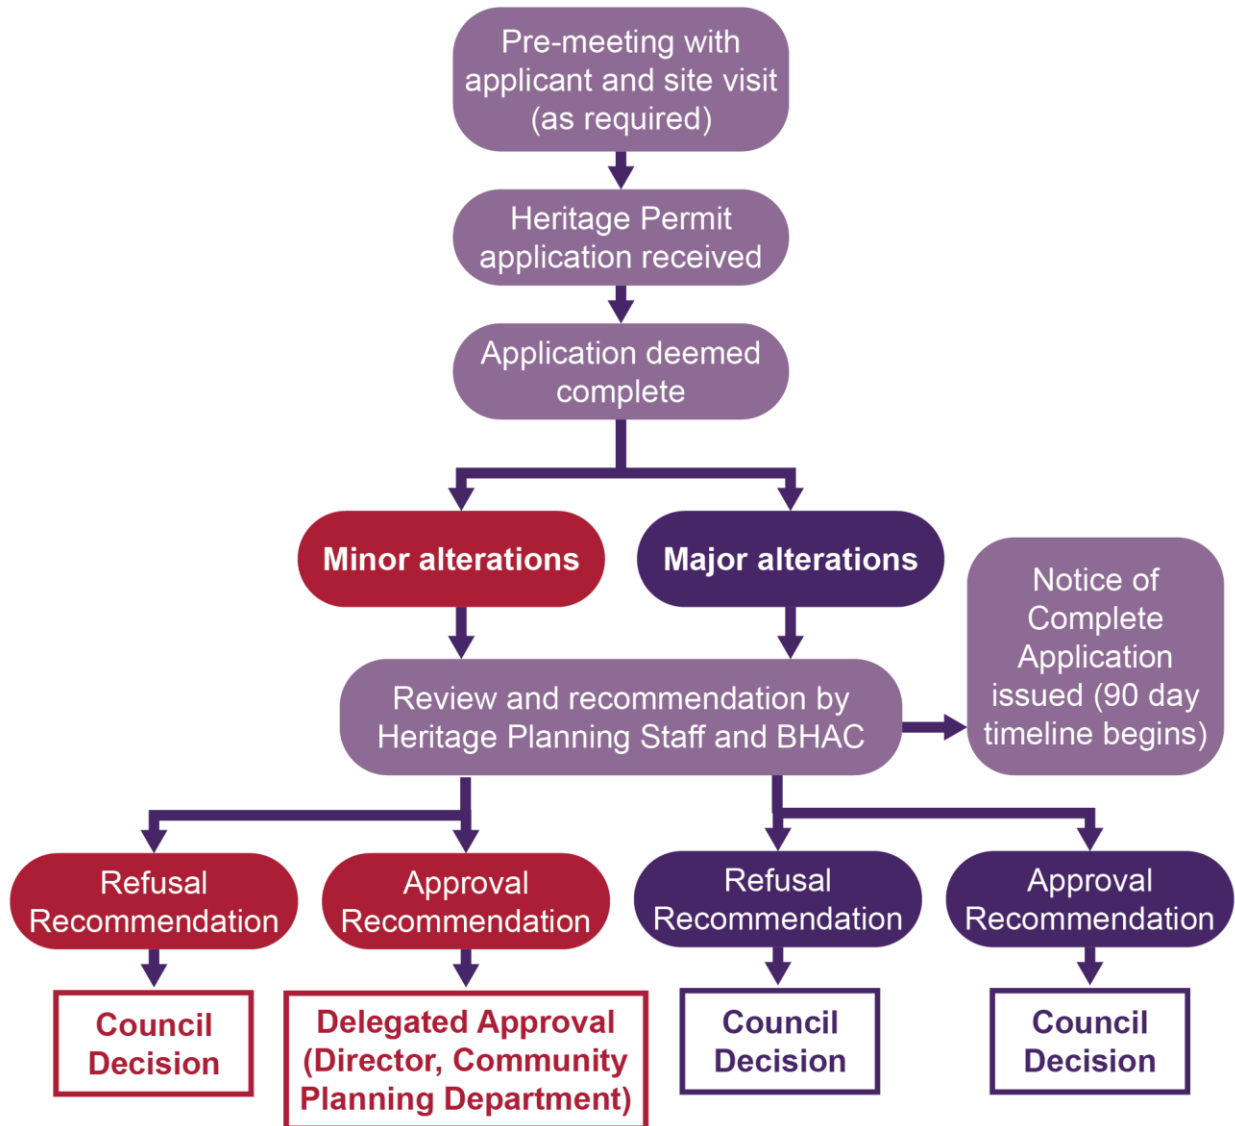 Pre-meeting with
applicant and site visit
(as required)
Heritage Permit
application received
Application deemed
complete
Minor alterations
Major alterations
Notice of
Complete
Application
issued (90 day
timeline begins)
Review and recommendation by
Heritage Planning Staff and BHAC
Refusal
Recommendation
Approval
Recommendation
Refusal
Recommendation
Approval
Recommendation
Council
Decision
Delegated Approval
(Director, Community
Planning Department)
Council
Decision
Council
Decision